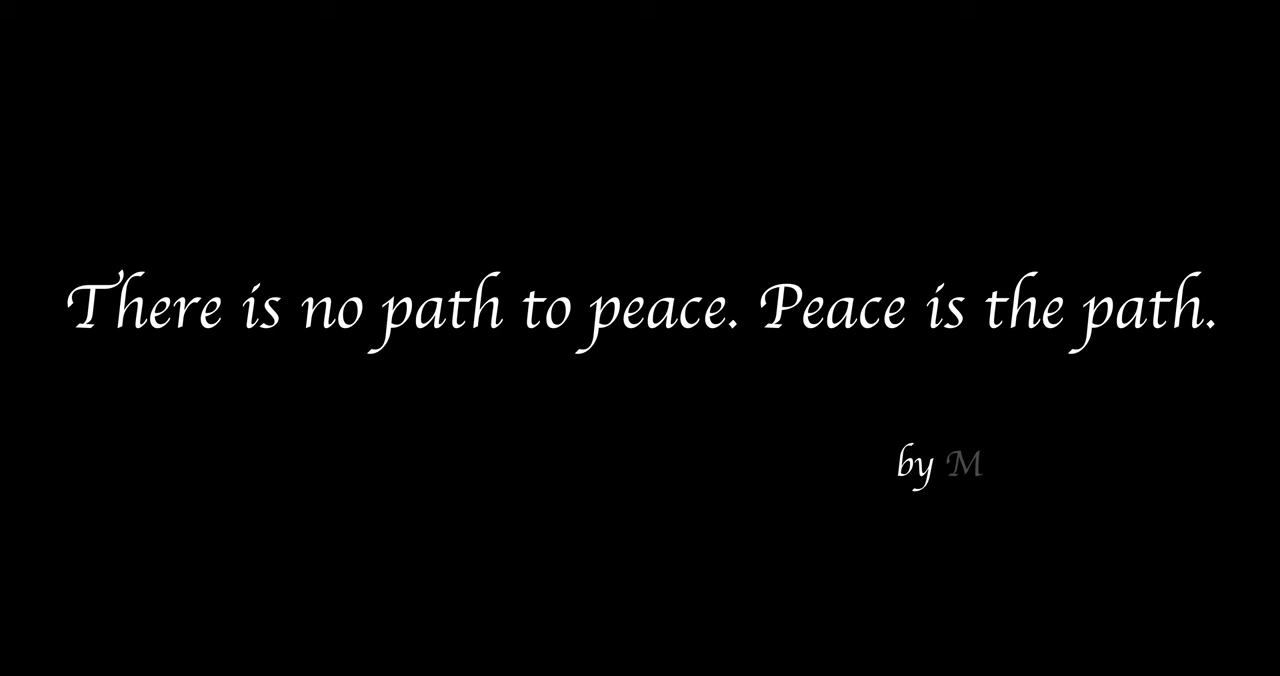 There is no path to peace. Peace is the path.
by M